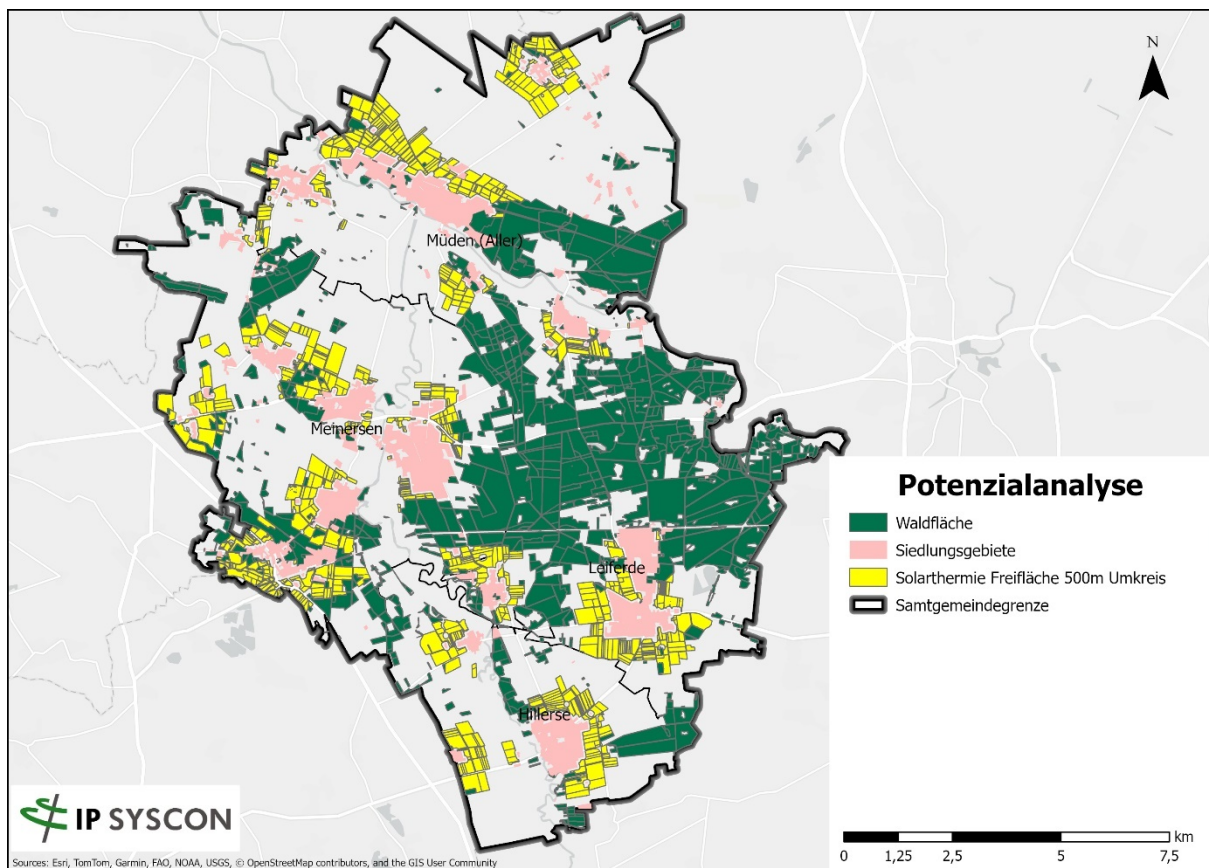 N
Müden (Aller)
Meinersen
Leiferde
Hillerse
Potenzialanalyse
Waldfläche
Siedlungsgebiete
Solarthermie Freifläche 500m Umkreis
Samtgemeindegrenze
IP SYSCON
km
0 1,25 2,5 5 7,5
Sources: Esri, TomTom, Garmin, FAO, NOAA, USGS, © OpenStreetMap contributors, and the GIS User Community